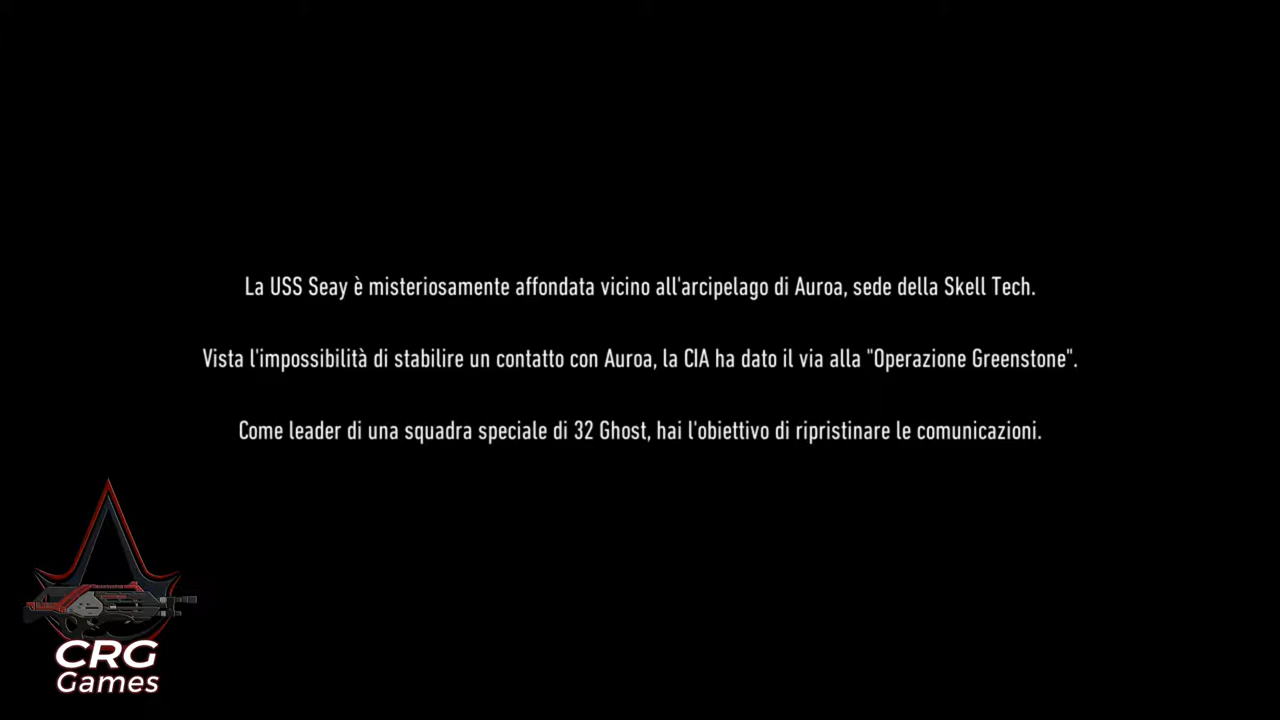 La USS Seay è misteriosamente affondata vicino all'arcipelago di Auroa, sede della Skell Tech.
Vista l'impossibilità di stabilire un contatto con Auroa, la CIA ha dato il via alla "Operazione Greenstone".
Come leader di una squadra speciale di 32 Ghost, hai l'obiettivo di ripristinare le comunicazioni.
CRG
Games